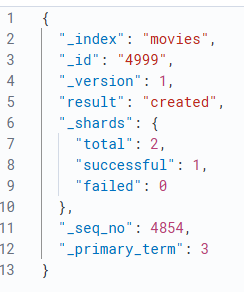 1 {
2 "_index": "movies",
3 "_id": "4999",
4 "_version": 1,
5 "result": "created",
6 "_shards": {
7 "total": 2,
8 "successful": 1,
9 "failed": 0
10 },
11 "_seq_no": 4854,
12 "_primary_term": 3
13 }